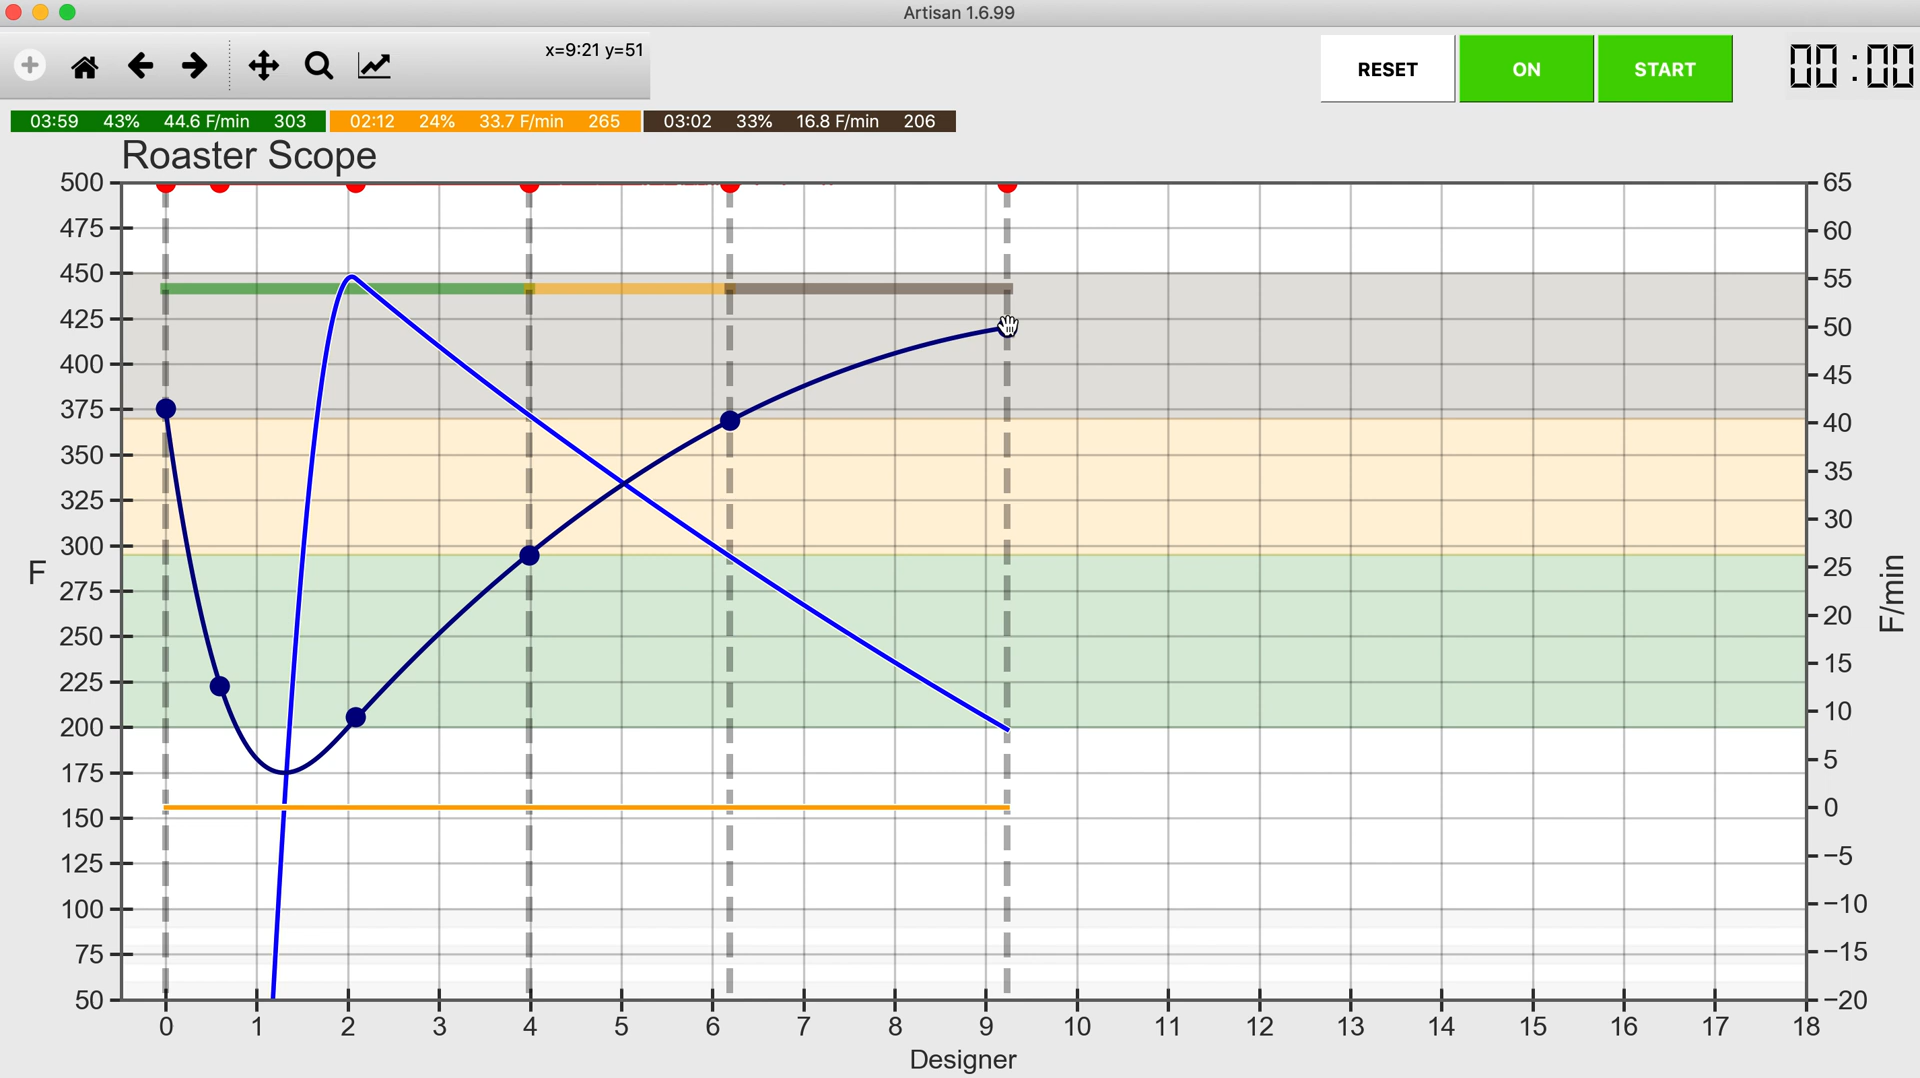 Artisan 1.6.99
x=9:21 y=51
RESET
ON
START
00:00
03:59 43% 44.6 F/min 303
02:12 24% 33.7 F/min 265
03:02 33% 16.8 F/min 206
Roaster Scope
500
475
450
425
400
375
350
325
300
275
250
225
200
175
150
125
100
75
50
F
65
60
55
50
45
40
35
30
25
20
15
10
5
0
−5
−10
−15
−20
F/min
0 1 2 3 4 5 6 7 8 9 10 11 12 13 14 15 16 17 18
Designer